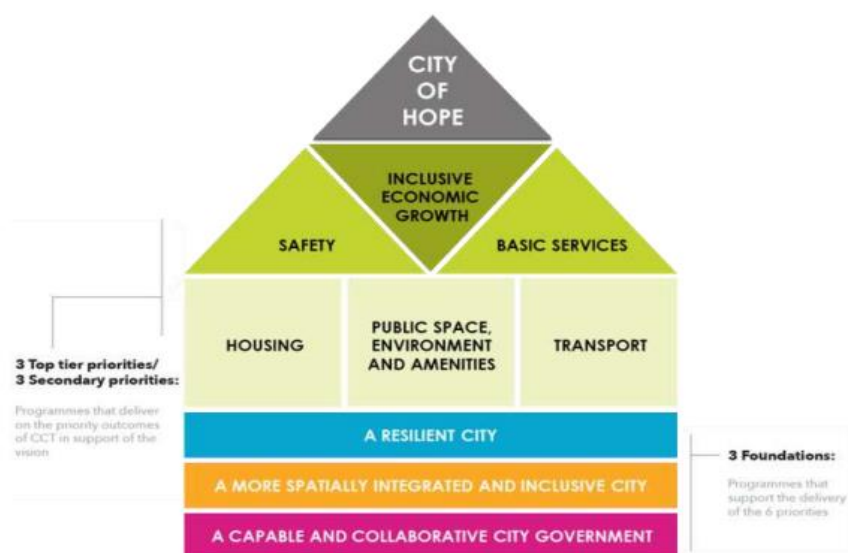 CITY
OF
HOPE
INCLUSIVE
ECONOMIC
GROWTH
SAFETY
BASIC SERVICES
HOUSING
PUBLIC SPACE,
ENVIRONMENT
AND AMENITIES
TRANSPORT
3 Top tier priorities/
3 Secondary priorities:
Programmes that deliver
on the priority outcomes
of CCT in support of the
vision
A RESILIENT CITY
A MORE SPATIALLY INTEGRATED AND INCLUSIVE CITY
A CAPABLE AND COLLABORATIVE CITY GOVERNMENT
3 Foundations:
Programmes that
support the delivery
of the 6 priorities